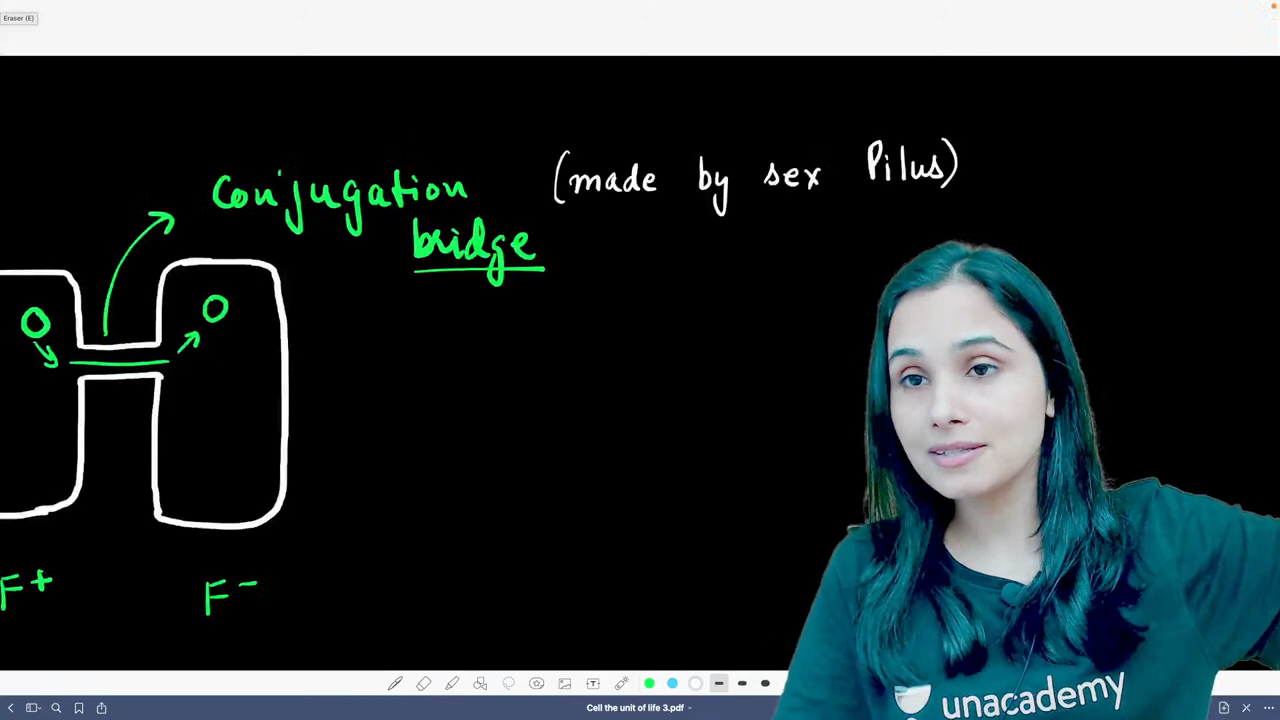 Eraser (E)
Conjugation (made by sex Pilus)
bridge
O O
F+ F-
unacademy
Cell the unit of life 3.pdf